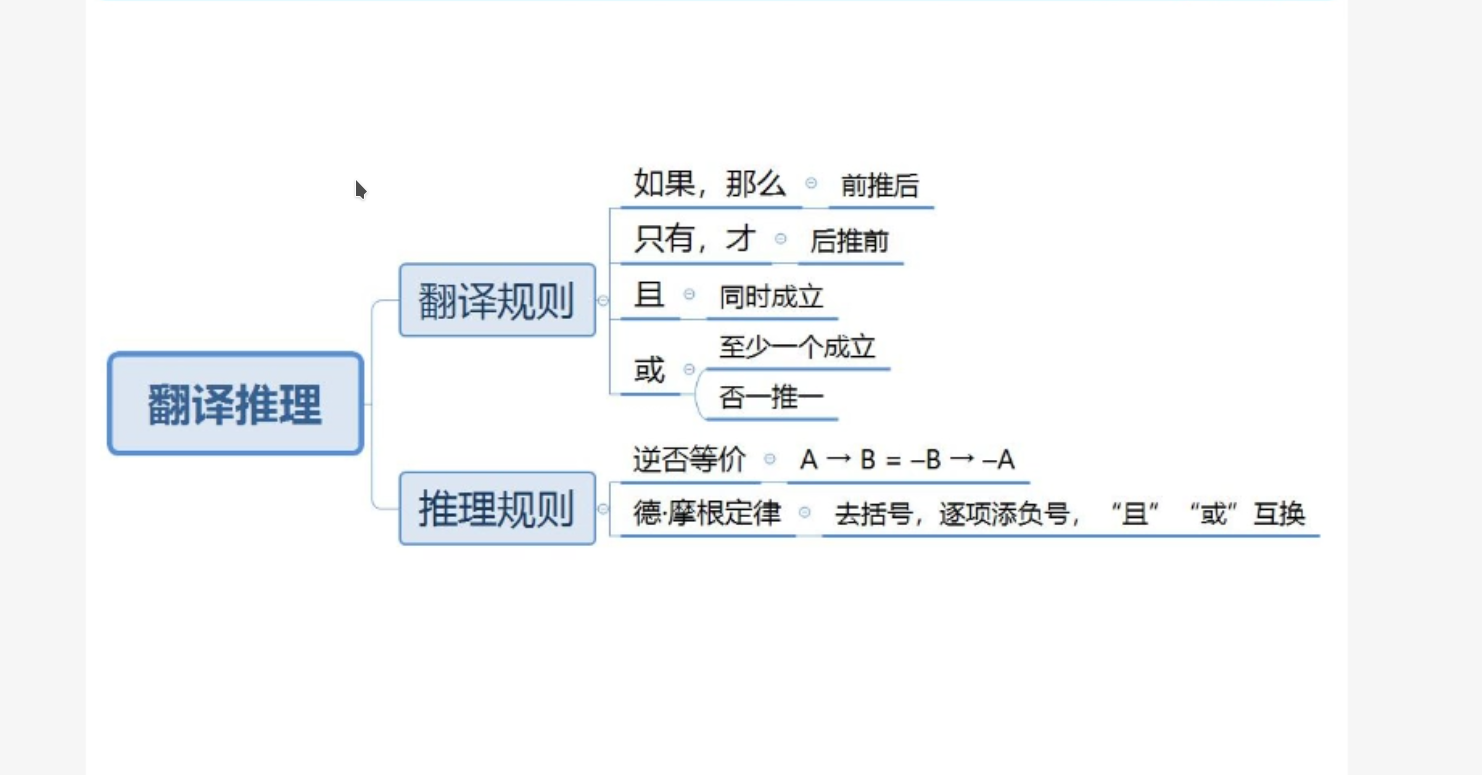 翻译推理
翻译规则
如果，那么
前推后
只有，才
后推前
且
同时成立
或
至少一个成立
否一推一
推理规则
逆否等价
A → B = –B → –A
德·摩根定律
去括号，逐项添负号，“且”“或”互换